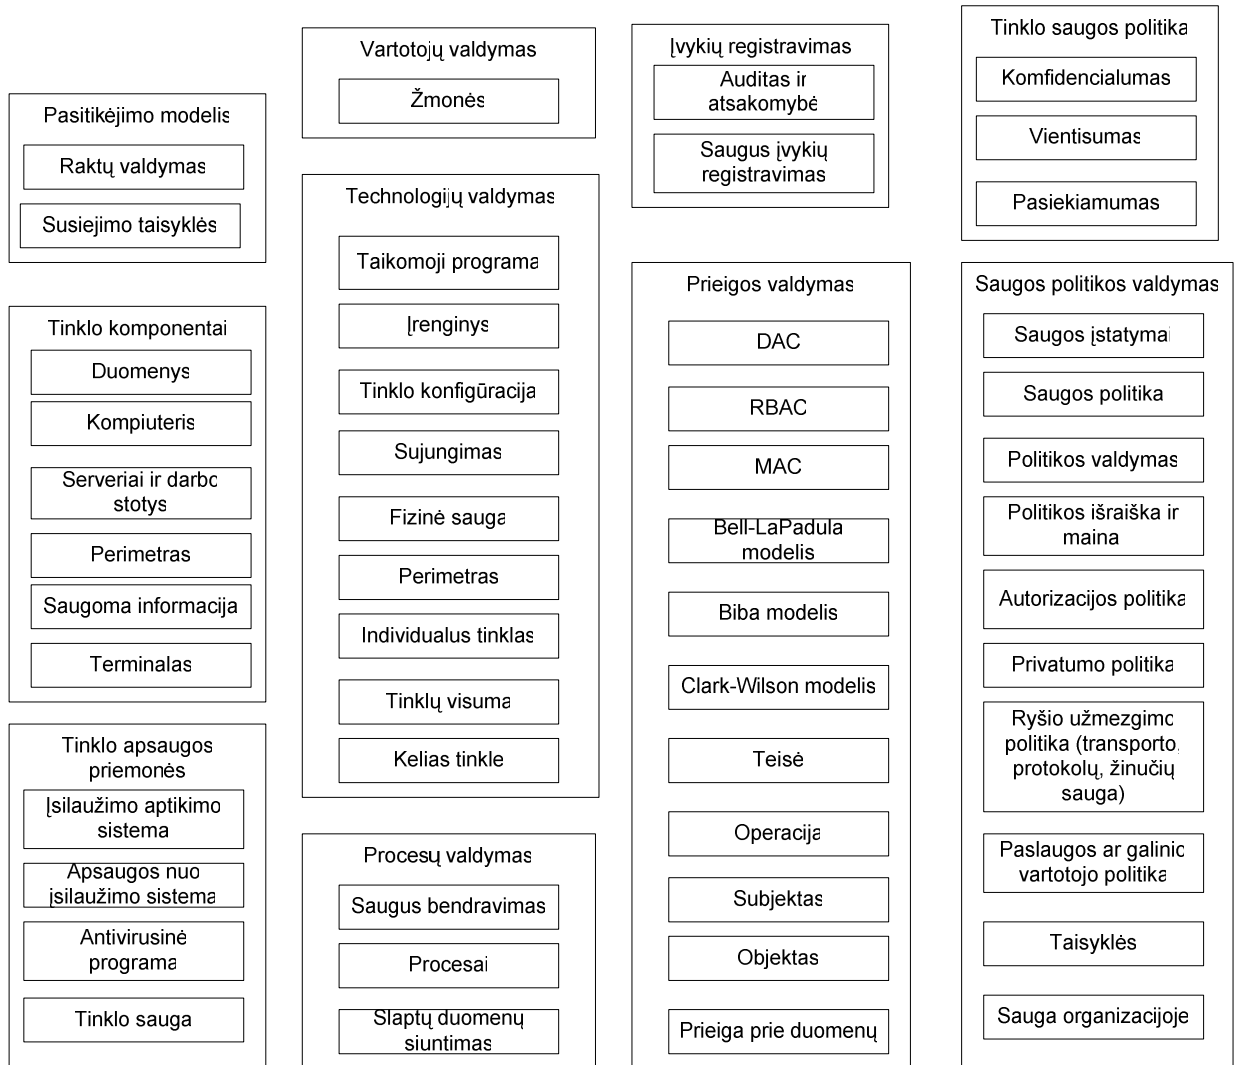 Pasitikėjimo modelis
Raktų valdymas
Susiejimo taisyklės
Tinklo komponentai
Duomenys
Kompiuteris
Serveriai ir darbo
stotys
Perimetras
Saugoma informacija
Terminalas
Tinklo apsaugos
priemonės
Įsilaužimo aptikimo
sistema
Apsaugos nuo
įsilaužimo sistema
Antivirusinė
programa
Tinklo sauga
Vartotojų valdymas
Žmonės
Technologijų valdymas
Taikomoji programa
Įrenginys
Tinklo konfigūracija
Sujungimas
Fizinė sauga
Perimetras
Individualus tinklas
Tinklų visuma
Kelias tinkle
Procesų valdymas
Saugus bendravimas
Procesai
Slaptų duomenų
siuntimas
Įvykių registravimas
Auditas ir
atsakomybė
Saugus įvykių
registravimas
Prieigos valdymas
DAC
RBAC
MAC
Bell-LaPadula
modelis
Biba modelis
Clark-Wilson modelis
Teisė
Operacija
Subjektas
Objektas
Prieiga prie duomenų
Tinklo saugos politika
Komfidencialumas
Vientisumas
Pasiekiamumas
Saugos politikos valdymas
Saugos įstatymai
Saugos politika
Politikos valdymas
Politikos išraiška ir
maina
Autorizacijos politika
Privatumo politika
Ryšio užmezgimo
politika (transporto,
protokolų, žinučių
sauga)
Paslaugos ar galinio
vartotojo politika
Taisyklės
Sauga organizacijoje